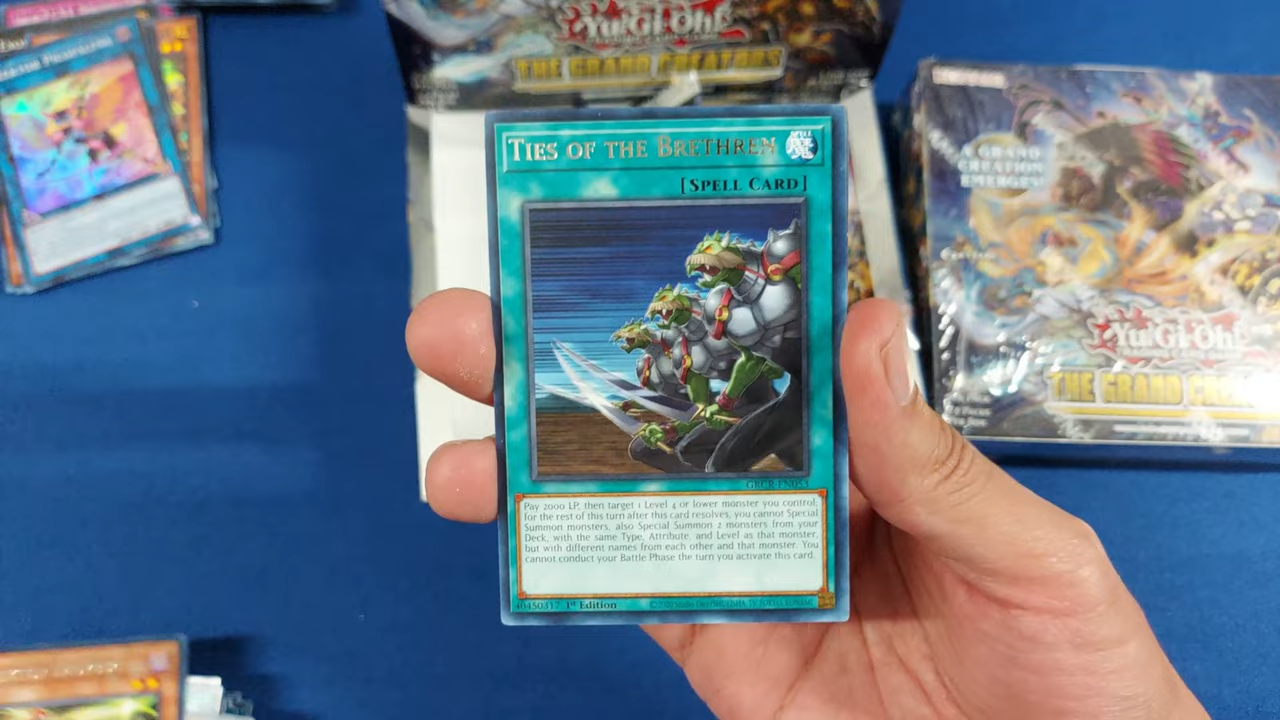 Yu-Gi-Oh!
THE GRAND CREATORS
TIES OF THE BRETHREN
[SPELL CARD]
GRCR-EN053
Pay 2000 LP, then target 1 Level 4 or lower monster you control;
for the rest of this turn after this card resolves, you cannot Special
Summon monsters, also Special Summon 2 monsters from your
Deck, with the same Type, Attribute, and Level as that monster,
but with different names from each other and that monster. You
cannot conduct your Battle Phase the turn you activate this card.
40450317 1st Edition
A GRAND
CREATION
EMERGES!
Yu-Gi-Oh!
THE GRAND